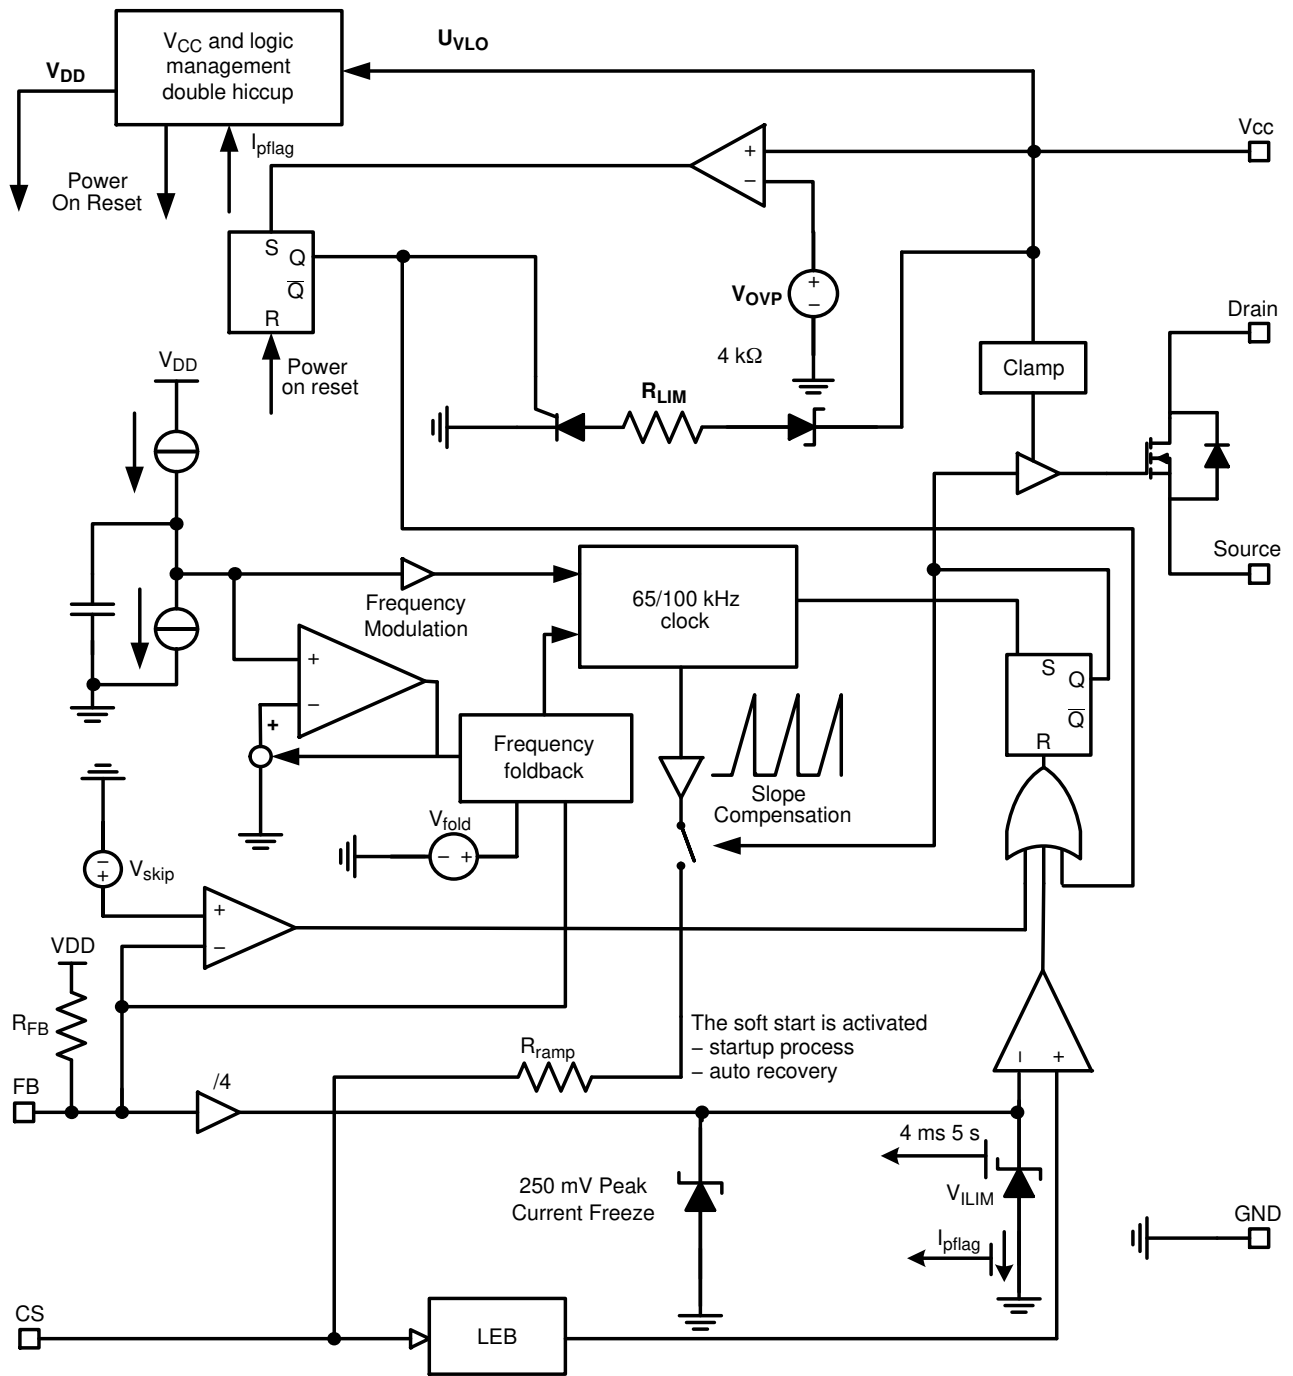 V_CC and logic
management
double hiccup
U_VLO
V_DD
I_pflag
Power
On Reset
Vcc
+
−
S
Q
Q̅
R
V_OVP
+
−
Drain
4 kΩ
Clamp
V_DD
Power
on reset
R_LIM
Source
65/100 kHz
clock
Frequency
Modulation
+
−
+
S
Q
Q̅
R
Frequency
foldback
Slope
Compensation
V_fold
− +
−
+
V_skip
+
−
VDD
R_FB
The soft start is activated
– startup process
– auto recovery
R_ramp
− +
FB
/4
4 ms 5 s
250 mV Peak
Current Freeze
V_ILIM
I_pflag
GND
CS
LEB